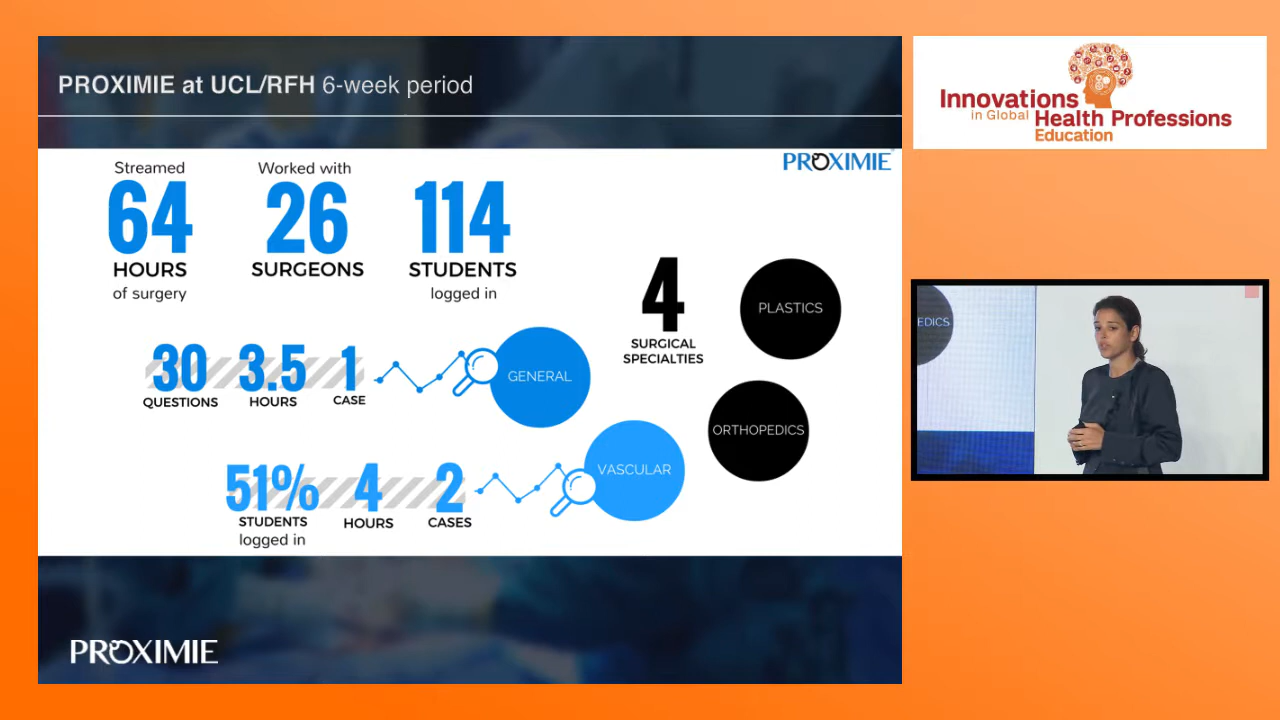 PROXIMIE at UCL/RFH 6-week period
PROXIMIE
Streamed
64
HOURS
of surgery
Worked with
26
SURGEONS
114
STUDENTS
logged in
4
SURGICAL
SPECIALTIES
PLASTICS
30
QUESTIONS
3.5
HOURS
1
CASE
GENERAL
ORTHOPEDICS
51%
STUDENTS
logged in
4
HOURS
2
CASES
VASCULAR
PROXIMIE
Innovations
in Global Health Professions
Education
EDICS